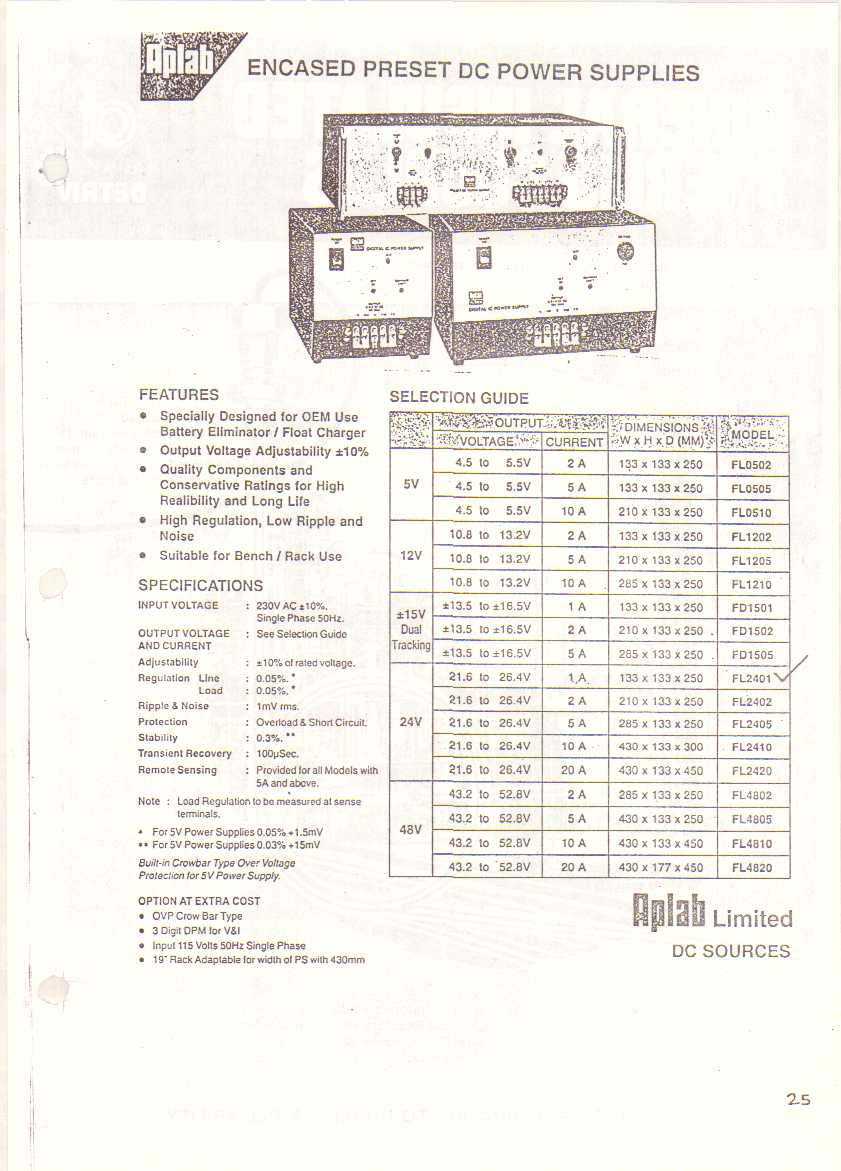 Aplab
ENCASED PRESET DC POWER SUPPLIES
DIGITAL IC POWER SUPPLY
DIGITAL IC POWER SUPPLY
FEATURES
• Specially Designed for OEM Use
Battery Eliminator / Float Charger
• Output Voltage Adjustability ±10%
• Quality Components and
Conservative Ratings for High
Realibility and Long Life
• High Regulation, Low Ripple and
Noise
• Suitable for Bench / Rack Use
SPECIFICATIONS
INPUT VOLTAGE : 230V AC ±10%.
Single Phase 50Hz.
OUTPUT VOLTAGE : See Selection Guide
AND CURRENT
Adjustability : ±10% of rated voltage.
Regulation Line : 0.05%.*
Load : 0.05%.*
Ripple & Noise : 1mV rms.
Protection : Overload & Short Circuit.
Stability : 0.3%.**
Transient Recovery : 100µSec.
Remote Sensing : Provided for all Models with
5A and above.
Note : Load Regulation to be measured at sense
terminals.
* For 5V Power Supplies 0.05% +1.5mV
** For 5V Power Supplies 0.03% +15mV
Built-in Crowbar Type Over Voltage
Protection for 5V Power Supply.
OPTION AT EXTRA COST
• OVP Crow Bar Type
• 3 Digit DPM for V&I
• Input 115 Volts 50Hz Single Phase
• 19" Rack Adaptable for width of PS with 430mm
SELECTION GUIDE
OUTPUT DIMENSIONS MODEL
VOLTAGE CURRENT W x H x D (MM)
5V 4.5 to 5.5V 2 A 133 x 133 x 250 FL0502
4.5 to 5.5V 5 A 133 x 133 x 250 FL0505
4.5 to 5.5V 10 A 210 x 133 x 250 FL0510
12V 10.8 to 13.2V 2 A 133 x 133 x 250 FL1202
10.8 to 13.2V 5 A 210 x 133 x 250 FL1205
10.8 to 13.2V 10 A 285 x 133 x 250 FL1210
±15V Dual Tracking ±13.5 to ±16.5V 1 A 133 x 133 x 250 FD1501
±13.5 to ±16.5V 2 A 210 x 133 x 250 FD1502
±13.5 to ±16.5V 5 A 285 x 133 x 250 FD1505
24V 21.6 to 26.4V 1 A 133 x 133 x 250 FL2401 ✓
21.6 to 26.4V 2 A 210 x 133 x 250 FL2402
21.6 to 26.4V 5 A 285 x 133 x 250 FL2405
21.6 to 26.4V 10 A 430 x 133 x 300 FL2410
21.6 to 26.4V 20 A 430 x 133 x 450 FL2420
48V 43.2 to 52.8V 2 A 285 x 133 x 250 FL4802
43.2 to 52.8V 5 A 430 x 133 x 250 FL4805
43.2 to 52.8V 10 A 430 x 133 x 450 FL4810
43.2 to 52.8V 20 A 430 x 177 x 450 FL4820
Aplab Limited
DC SOURCES
25